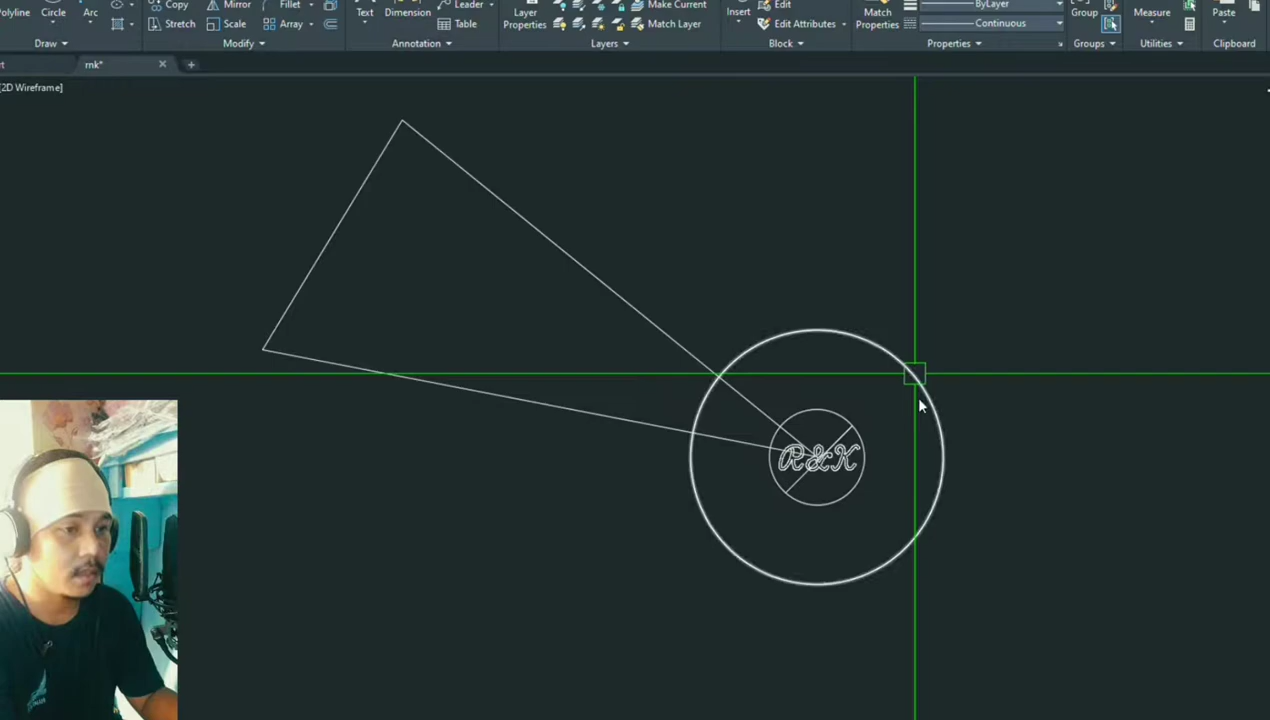 Polyline Circle Arc Copy Mirror Fillet Text Dimension Leader Layer Properties Make Current Insert Edit Match Properties ByLayer Group Measure Paste
Stretch Scale Array Table Match Layer Edit Attributes Continuous
Draw Modify Annotation Layers Block Properties Groups Utilities Clipboard
rnk*
[2D Wireframe]
R&K